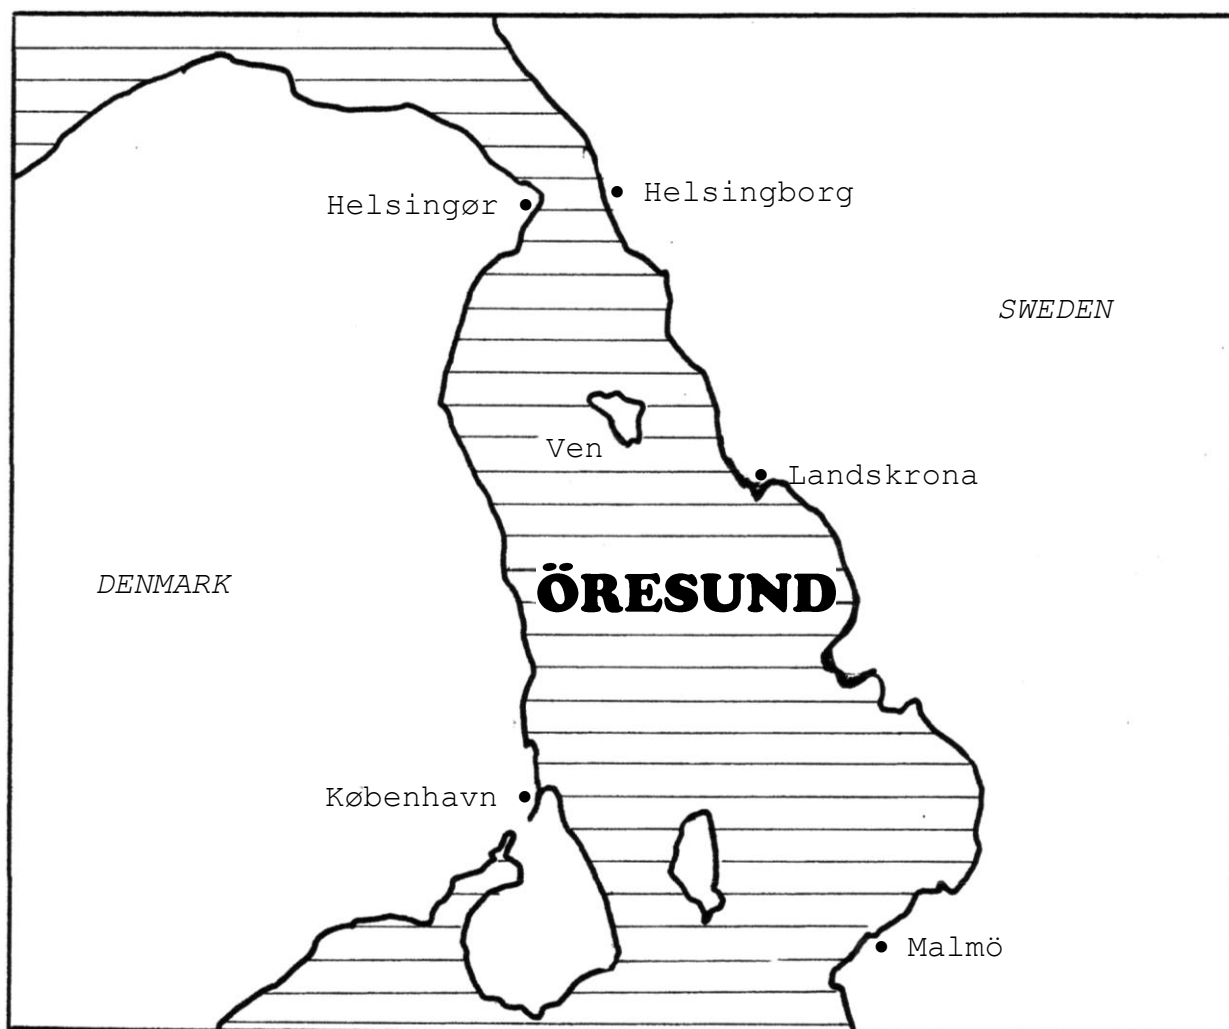 Helsingør
Helsingborg
SWEDEN
Ven
Landskrona
DENMARK
ÖRESUND
København
Malmö